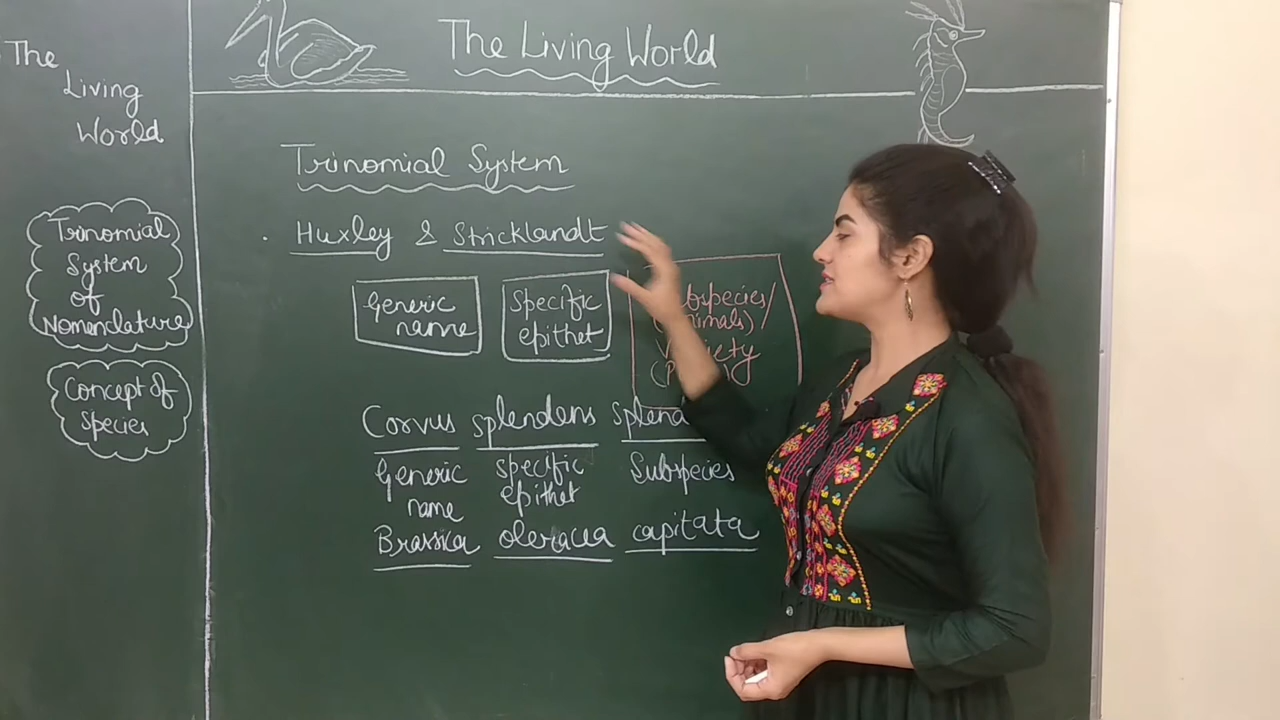 The
Living
World
The Living World
Trinomial
System
of
Nomenclature
Concept of
Species
Trinomial System
Huxley & Stricklandt
Generic
name
Specific
epithet
Corvus splendens
Generic
name
specific
epithet
Subspecies
Brassica oleracea capitata